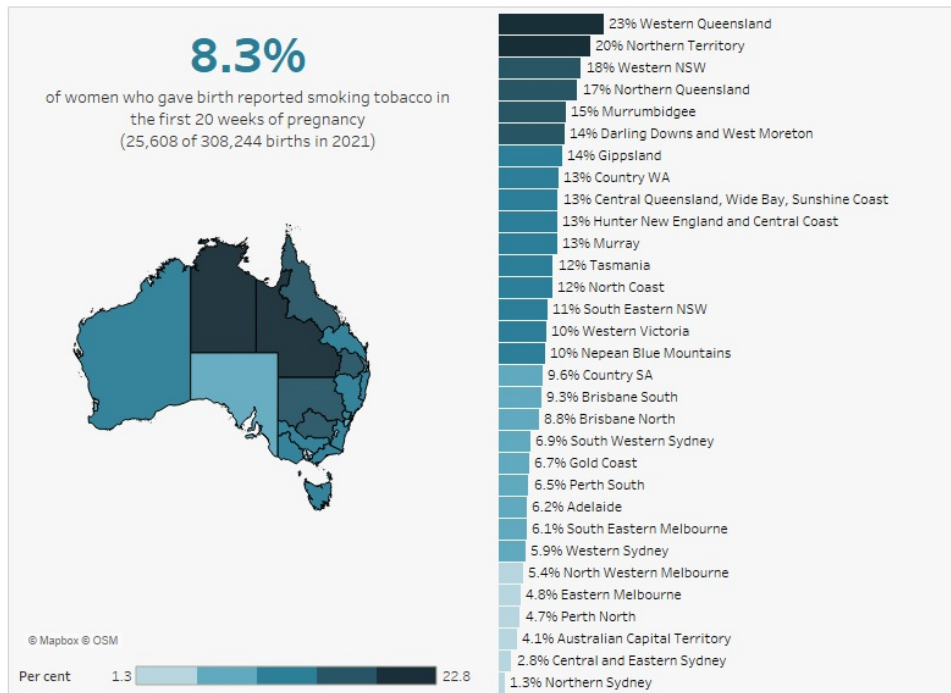 8.3%
of women who gave birth reported smoking tobacco in
the first 20 weeks of pregnancy
(25,608 of 308,244 births in 2021)
© Mapbox © OSM
Per cent 1.3 22.8
23% Western Queensland
20% Northern Territory
18% Western NSW
17% Northern Queensland
15% Murrumbidgee
14% Darling Downs and West Moreton
14% Gippsland
13% Country WA
13% Central Queensland, Wide Bay, Sunshine Coast
13% Hunter New England and Central Coast
13% Murray
12% Tasmania
12% North Coast
11% South Eastern NSW
10% Western Victoria
10% Nepean Blue Mountains
9.6% Country SA
9.3% Brisbane South
8.8% Brisbane North
6.9% South Western Sydney
6.7% Gold Coast
6.5% Perth South
6.2% Adelaide
6.1% South Eastern Melbourne
5.9% Western Sydney
5.4% North Western Melbourne
4.8% Eastern Melbourne
4.7% Perth North
4.1% Australian Capital Territory
2.8% Central and Eastern Sydney
1.3% Northern Sydney